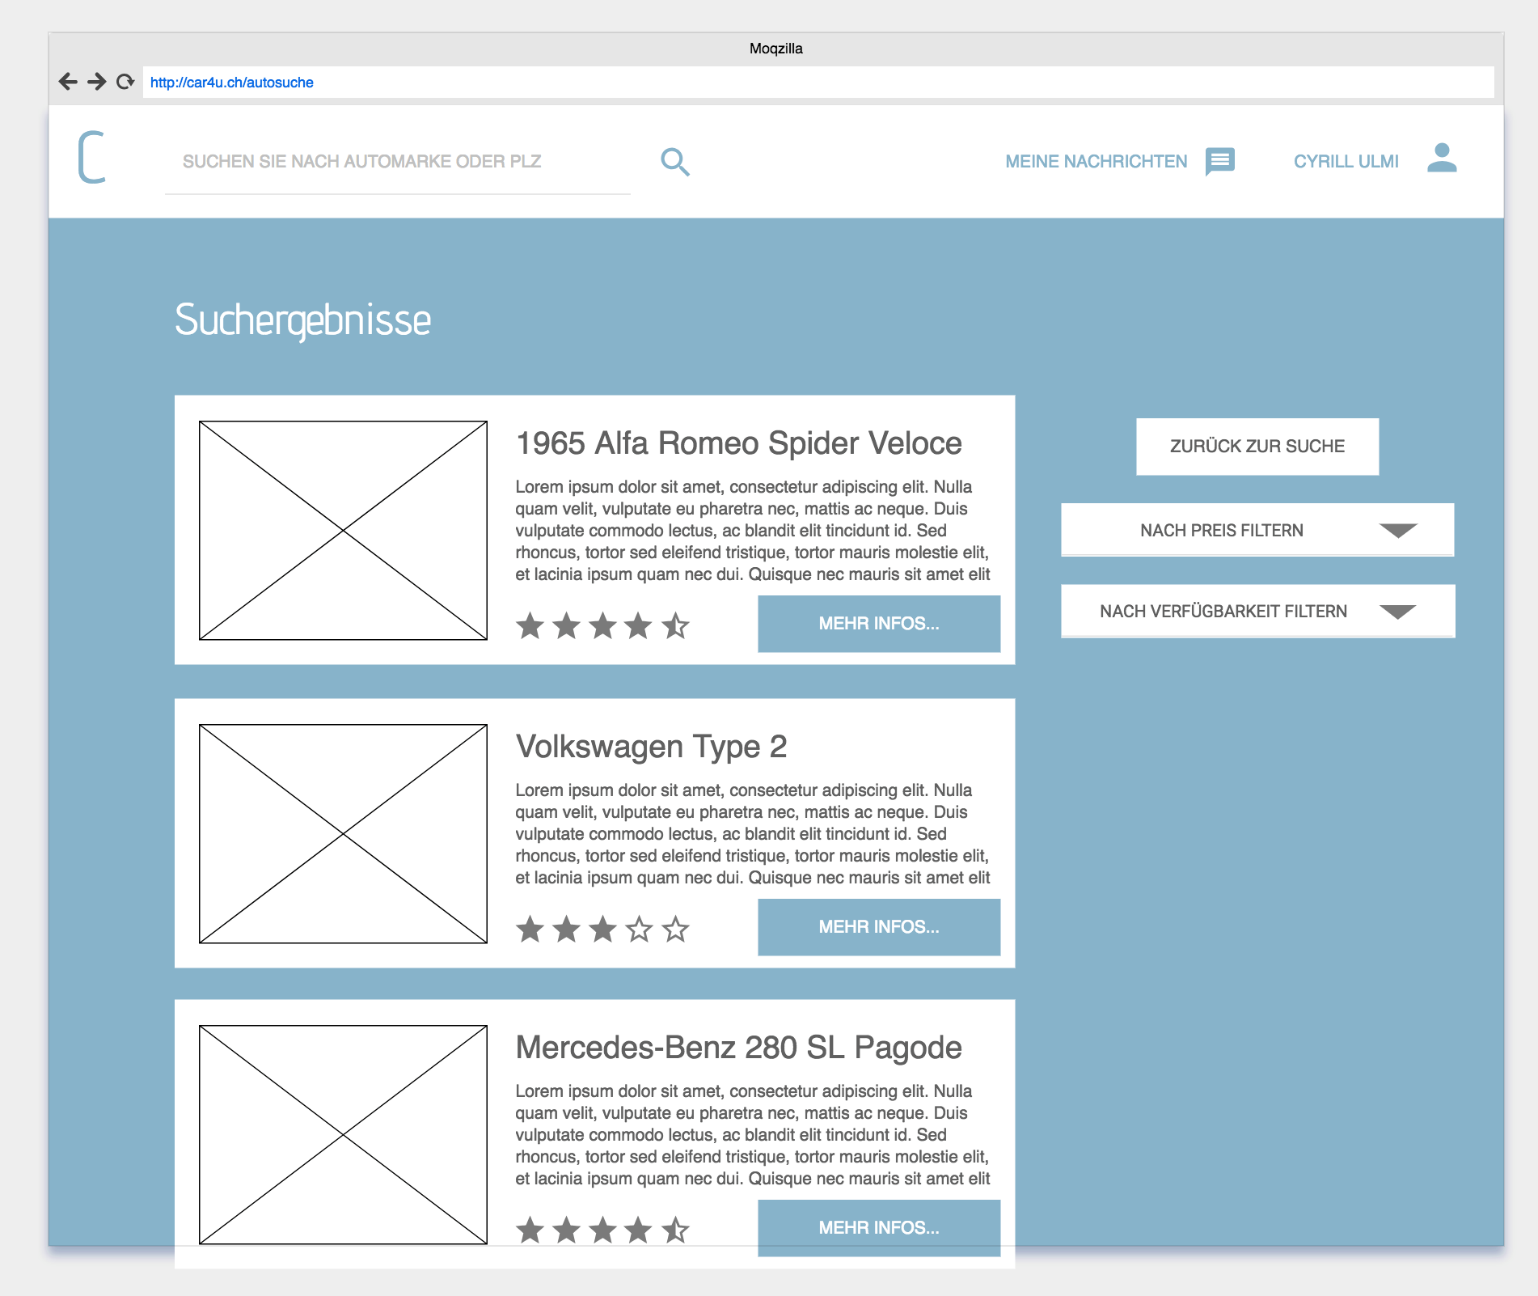 Moqzilla
http://car4u.ch/autosuche
C
SUCHEN SIE NACH AUTOMARKE ODER PLZ
MEINE NACHRICHTEN
CYRILL ULMI
Suchergebnisse
1965 Alfa Romeo Spider Veloce
Lorem ipsum dolor sit amet, consectetur adipiscing elit. Nulla
quam velit, vulputate eu pharetra nec, mattis ac neque. Duis
vulputate commodo lectus, ac blandit elit tincidunt id. Sed
rhoncus, tortor sed eleifend tristique, tortor mauris molestie elit,
et lacinia ipsum quam nec dui. Quisque nec mauris sit amet elit
MEHR INFOS...
ZURÜCK ZUR SUCHE
NACH PREIS FILTERN
NACH VERFÜGBARKEIT FILTERN
Volkswagen Type 2
Lorem ipsum dolor sit amet, consectetur adipiscing elit. Nulla
quam velit, vulputate eu pharetra nec, mattis ac neque. Duis
vulputate commodo lectus, ac blandit elit tincidunt id. Sed
rhoncus, tortor sed eleifend tristique, tortor mauris molestie elit,
et lacinia ipsum quam nec dui. Quisque nec mauris sit amet elit
MEHR INFOS...
Mercedes-Benz 280 SL Pagode
Lorem ipsum dolor sit amet, consectetur adipiscing elit. Nulla
quam velit, vulputate eu pharetra nec, mattis ac neque. Duis
vulputate commodo lectus, ac blandit elit tincidunt id. Sed
rhoncus, tortor sed eleifend tristique, tortor mauris molestie elit,
et lacinia ipsum quam nec dui. Quisque nec mauris sit amet elit
MEHR INFOS...